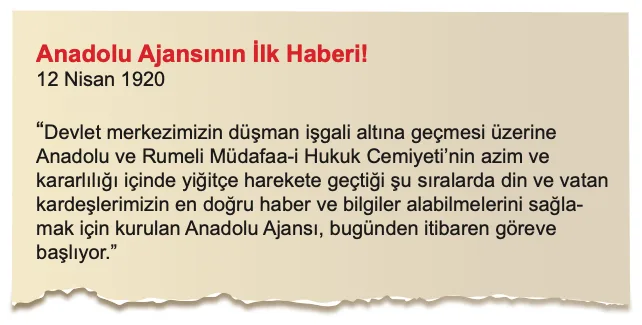 Anadolu Ajansının İlk Haberi!
12 Nisan 1920
“Devlet merkezimizin düşman işgali altına geçmesi üzerine
Anadolu ve Rumeli Müdafaa-i Hukuk Cemiyeti’nin azim ve
kararlılığı içinde yiğitçe harekete geçtiği şu sıralarda din ve vatan
kardeşlerimizin en doğru haber ve bilgiler alabilmelerini sağla-
mak için kurulan Anadolu Ajansı, bugünden itibaren göreve
başlıyor.”